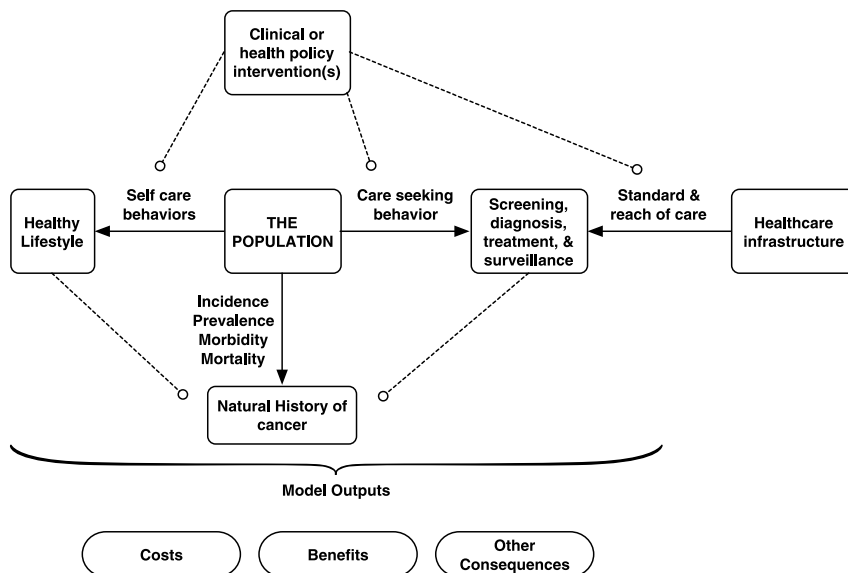 Clinical or
health policy
intervention(s)
Self care
behaviors
Care seeking
behavior
Standard &
reach of care
Healthy
Lifestyle
THE
POPULATION
Screening,
diagnosis,
treatment, &
surveillance
Healthcare
infrastructure
Incidence
Prevalence
Morbidity
Mortality
Natural History of
cancer
Model Outputs
Costs
Benefits
Other
Consequences